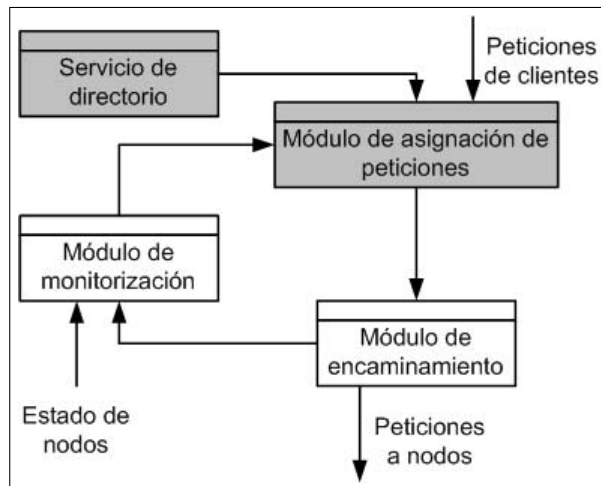 Servicio de
directorio
Peticiones
de clientes
Módulo de asignación de
peticiones
Módulo de
monitorización
Módulo de
encaminamiento
Estado de
nodos
Peticiones
a nodos